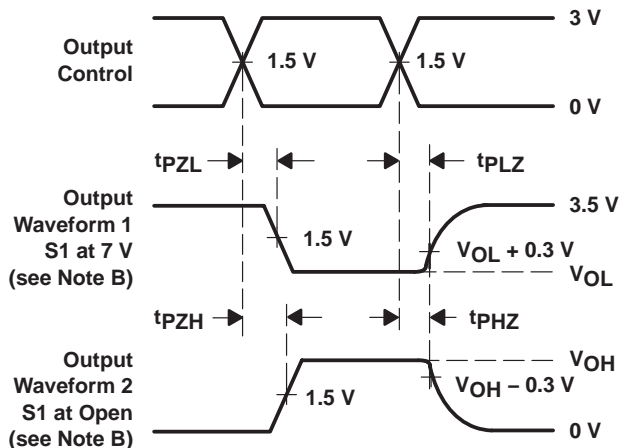 3 V
Output
Control
1.5 V
1.5 V
0 V
tPZL
tPLZ
Output
Waveform 1
S1 at 7 V
(see Note B)
3.5 V
1.5 V
VOL + 0.3 V
VOL
tPZH
tPHZ
Output
Waveform 2
S1 at Open
(see Note B)
VOH
1.5 V
VOH − 0.3 V
0 V